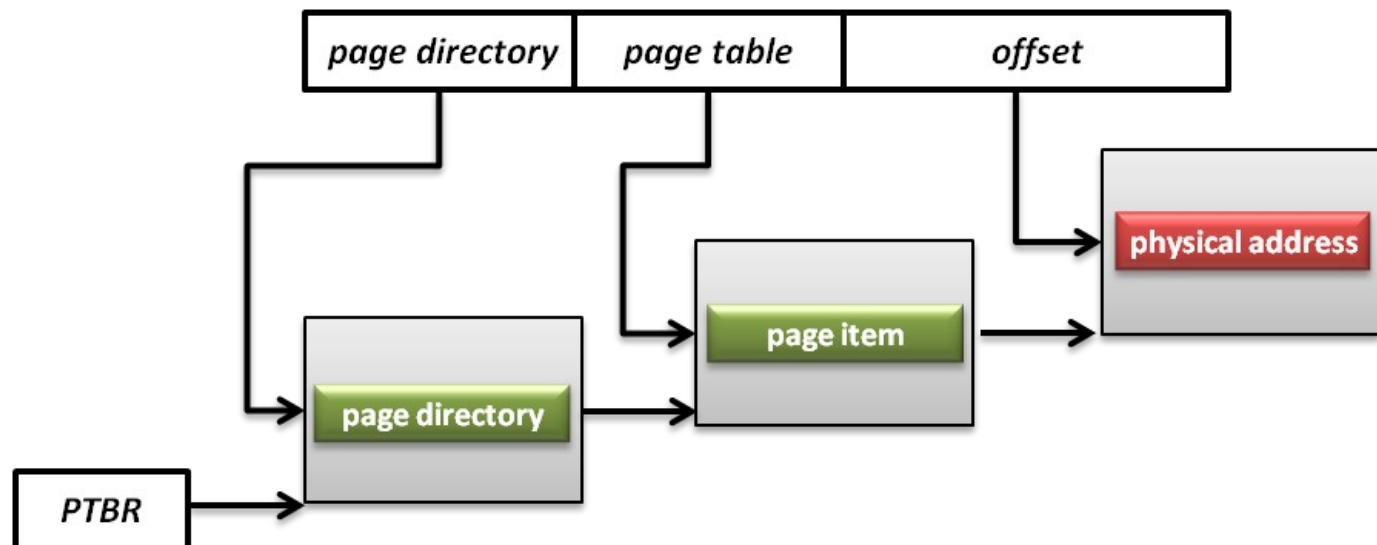 page directory
page table
offset
physical address
page item
page directory
PTBR